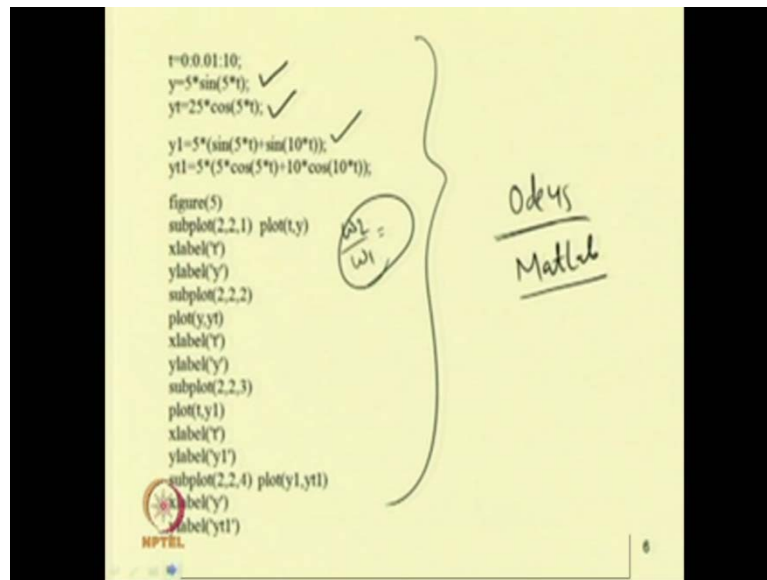 t=0:0.01:10;
y=5*sin(5*t);
yt=25*cos(5*t);
y1=5*(sin(5*t)+sin(10*t));
yt1=5*(5*cos(5*t)+10*cos(10*t));
figure(5)
subplot(2,2,1) plot(t,y)
xlabel('t')
ylabel('y')
subplot(2,2,2)
plot(y,yt)
xlabel('t')
ylabel('y')
subplot(2,2,3)
plot(t,y1)
xlabel('t')
ylabel('y1')
subplot(2,2,4) plot(y1,yt1)
xlabel('y')
ylabel('yt1')
ω2
ω1
=
Ode45
Matlab
NPTEL
6